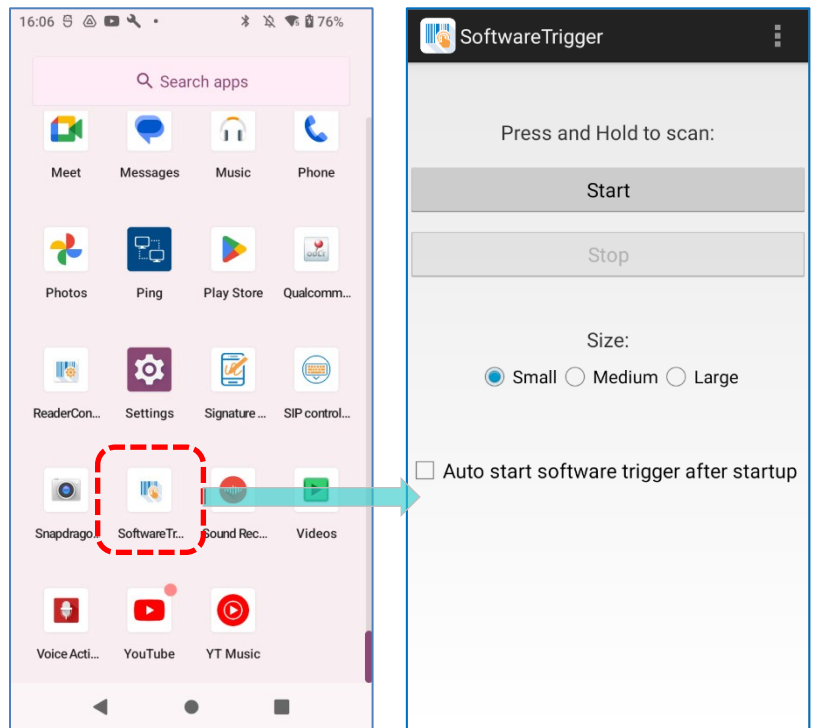 16:06
76%
Search apps
Meet Messages Music Phone
Photos Ping Play Store Qualcomm...
ReaderCon... Settings Signature ... SIP control...
Snapdrago.. SoftwareTr... Sound Rec... Videos
Voice Acti... YouTube YT Music
SoftwareTrigger
Press and Hold to scan:
Start
Stop
Size:
Small Medium Large
Auto start software trigger after startup